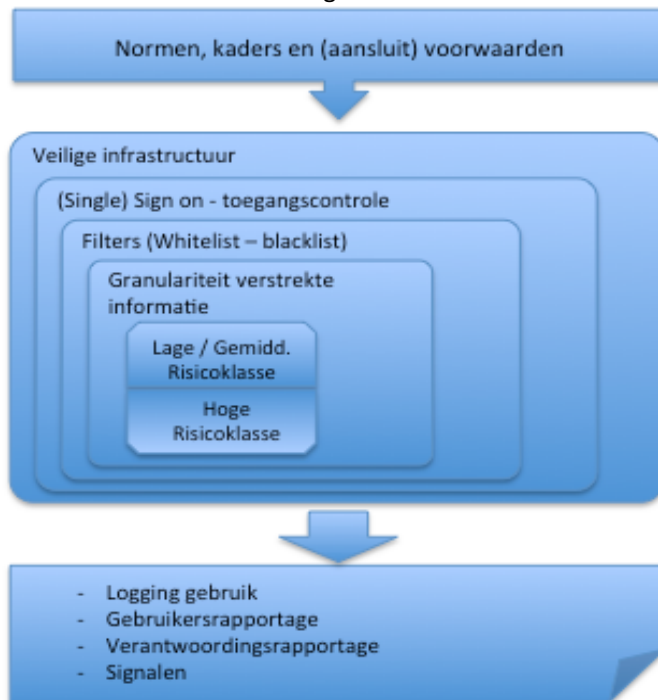 Normen, kaders en (aansluit) voorwaarden
Veilige infrastructuur
(Single) Sign on - toegangscontrole
Filters (Whitelist – blacklist)
Granulariteit verstrekte
informatie
Lage / Gemidd.
Risicoklasse
Hoge
Risicoklasse
- Logging gebruik
- Gebruikersrapportage
- Verantwoordingsrapportage
- Signalen